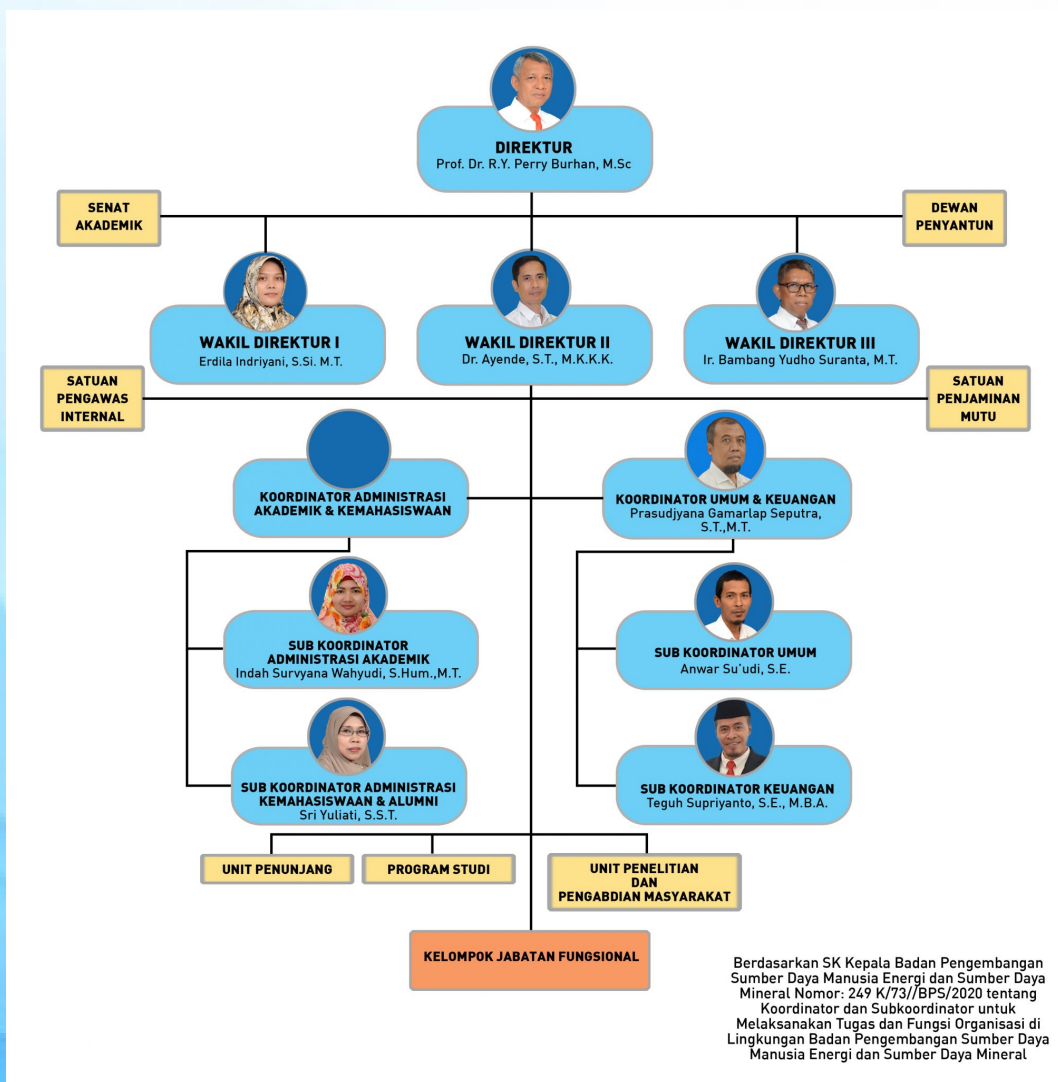 DIREKTUR
Prof. Dr. R.Y. Perry Burhan, M.Sc
SENAT
AKADEMIK
DEWAN
PENYANTUN
WAKIL DIREKTUR I
Erdila Indriyani, S.Si. M.T.
WAKIL DIREKTUR II
Dr. Ayende, S.T., M.K.K.K.
WAKIL DIREKTUR III
Ir. Bambang Yudho Suranta, M.T.
SATUAN
PENGAWAS
INTERNAL
SATUAN
PENJAMINAN
MUTU
KOORDINATOR ADMINISTRASI
AKADEMIK & KEMAHASISWAAN
KOORDINATOR UMUM & KEUANGAN
Prasudjyana Gamarlap Seputra,
S.T.,M.T.
SUB KOORDINATOR
ADMINISTRASI AKADEMIK
Indah Survyana Wahyudi, S.Hum.,M.T.
SUB KOORDINATOR UMUM
Anwar Su'udi, S.E.
SUB KOORDINATOR ADMINISTRASI
KEMAHASISWAAN & ALUMNI
Sri Yuliati, S.S.T.
SUB KOORDINATOR KEUANGAN
Teguh Supriyanto, S.E., M.B.A.
UNIT PENUNJANG
PROGRAM STUDI
UNIT PENELITIAN
DAN
PENGABDIAN MASYARAKAT
KELOMPOK JABATAN FUNGSIONAL
Berdasarkan SK Kepala Badan Pengembangan
Sumber Daya Manusia Energi dan Sumber Daya
Mineral Nomor: 249 K/73//BPS/2020 tentang
Koordinator dan Subkoordinator untuk
Melaksanakan Tugas dan Fungsi Organisasi di
Lingkungan Badan Pengembangan Sumber Daya
Manusia Energi dan Sumber Daya Mineral